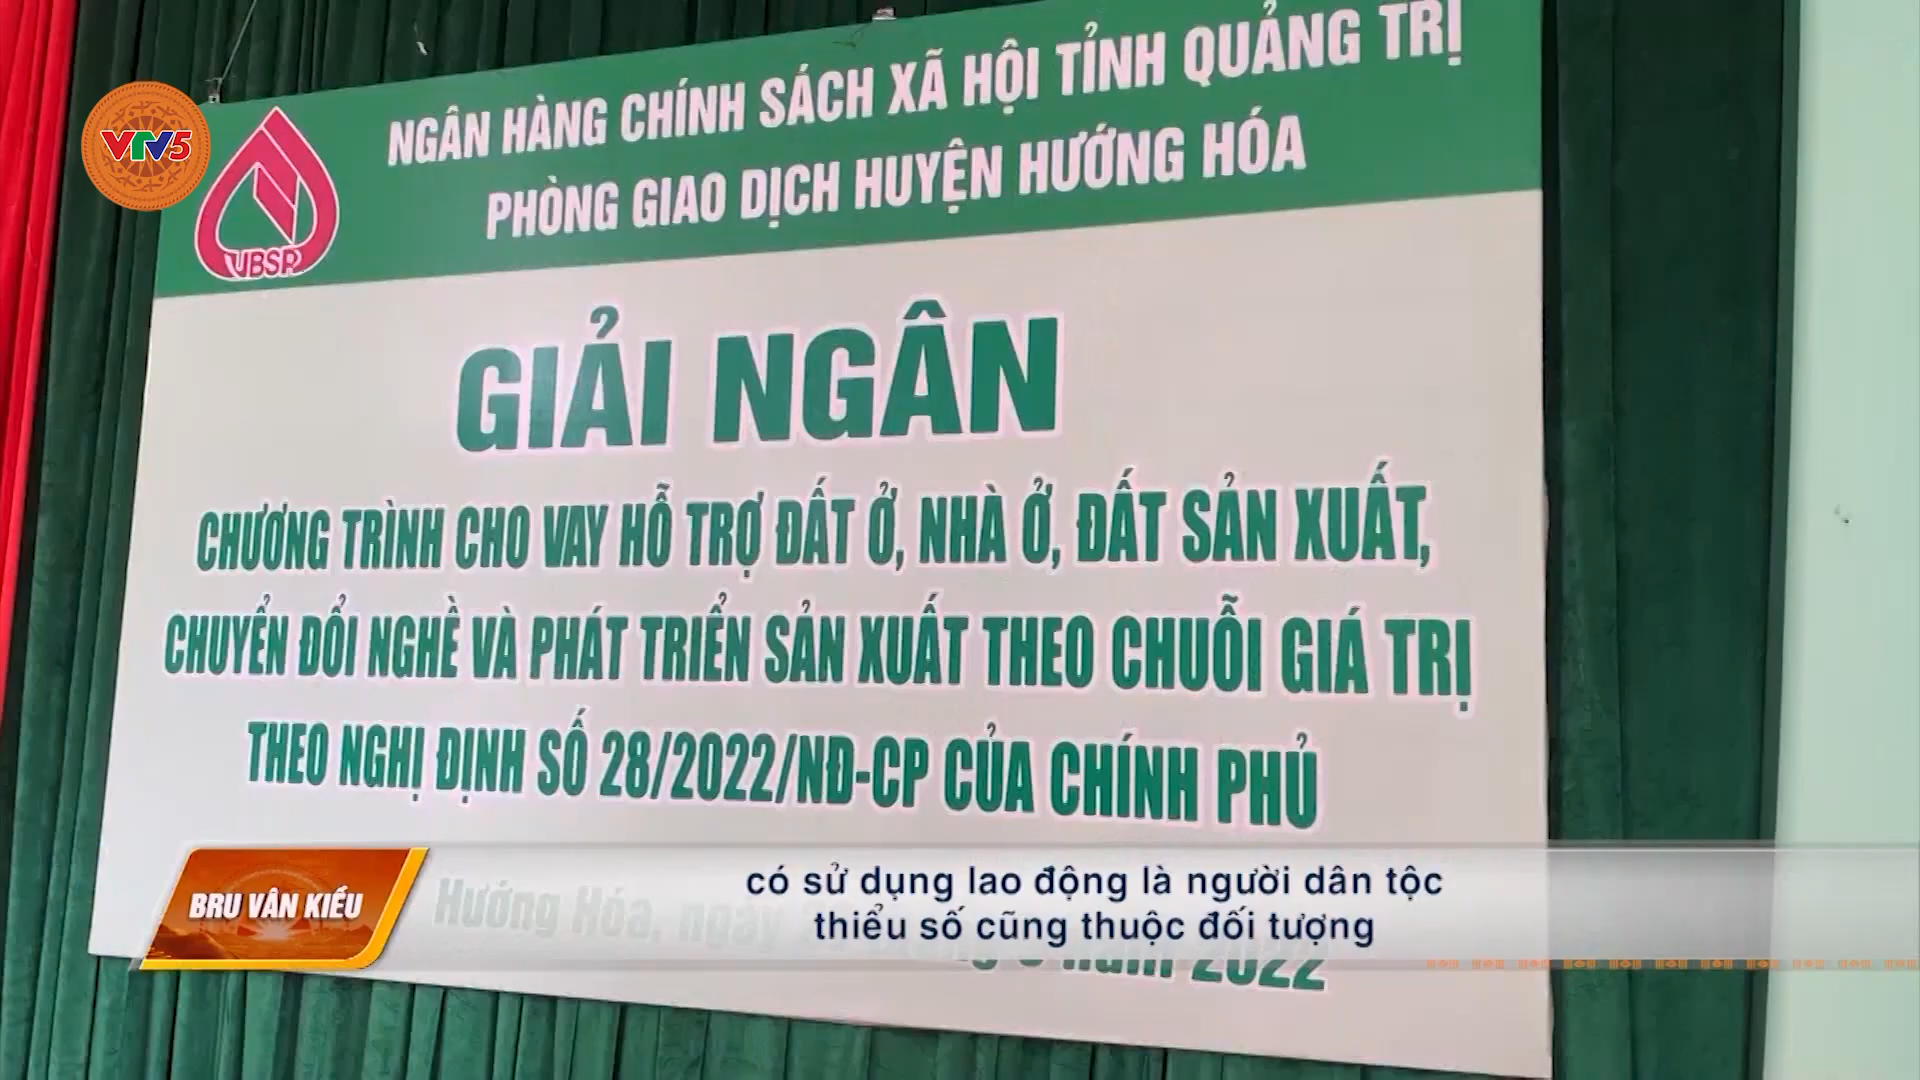 VTV5
VBSP
NGÂN HÀNG CHÍNH SÁCH XÃ HỘI TỈNH QUẢNG TRỊ
PHÒNG GIAO DỊCH HUYỆN HƯỚNG HÓA
GIẢI NGÂN
CHƯƠNG TRÌNH CHO VAY HỖ TRỢ ĐẤT Ở, NHÀ Ở, ĐẤT SẢN XUẤT,
CHUYỂN ĐỔI NGHỀ VÀ PHÁT TRIỂN SẢN XUẤT THEO CHUỖI GIÁ TRỊ
THEO NGHỊ ĐỊNH SỐ 28/2022/NĐ-CP CỦA CHÍNH PHỦ
Hướng Hóa, ngày năm 2022
BRU VÂN KIỀU
có sử dụng lao động là người dân tộc
thiểu số cũng thuộc đối tượng